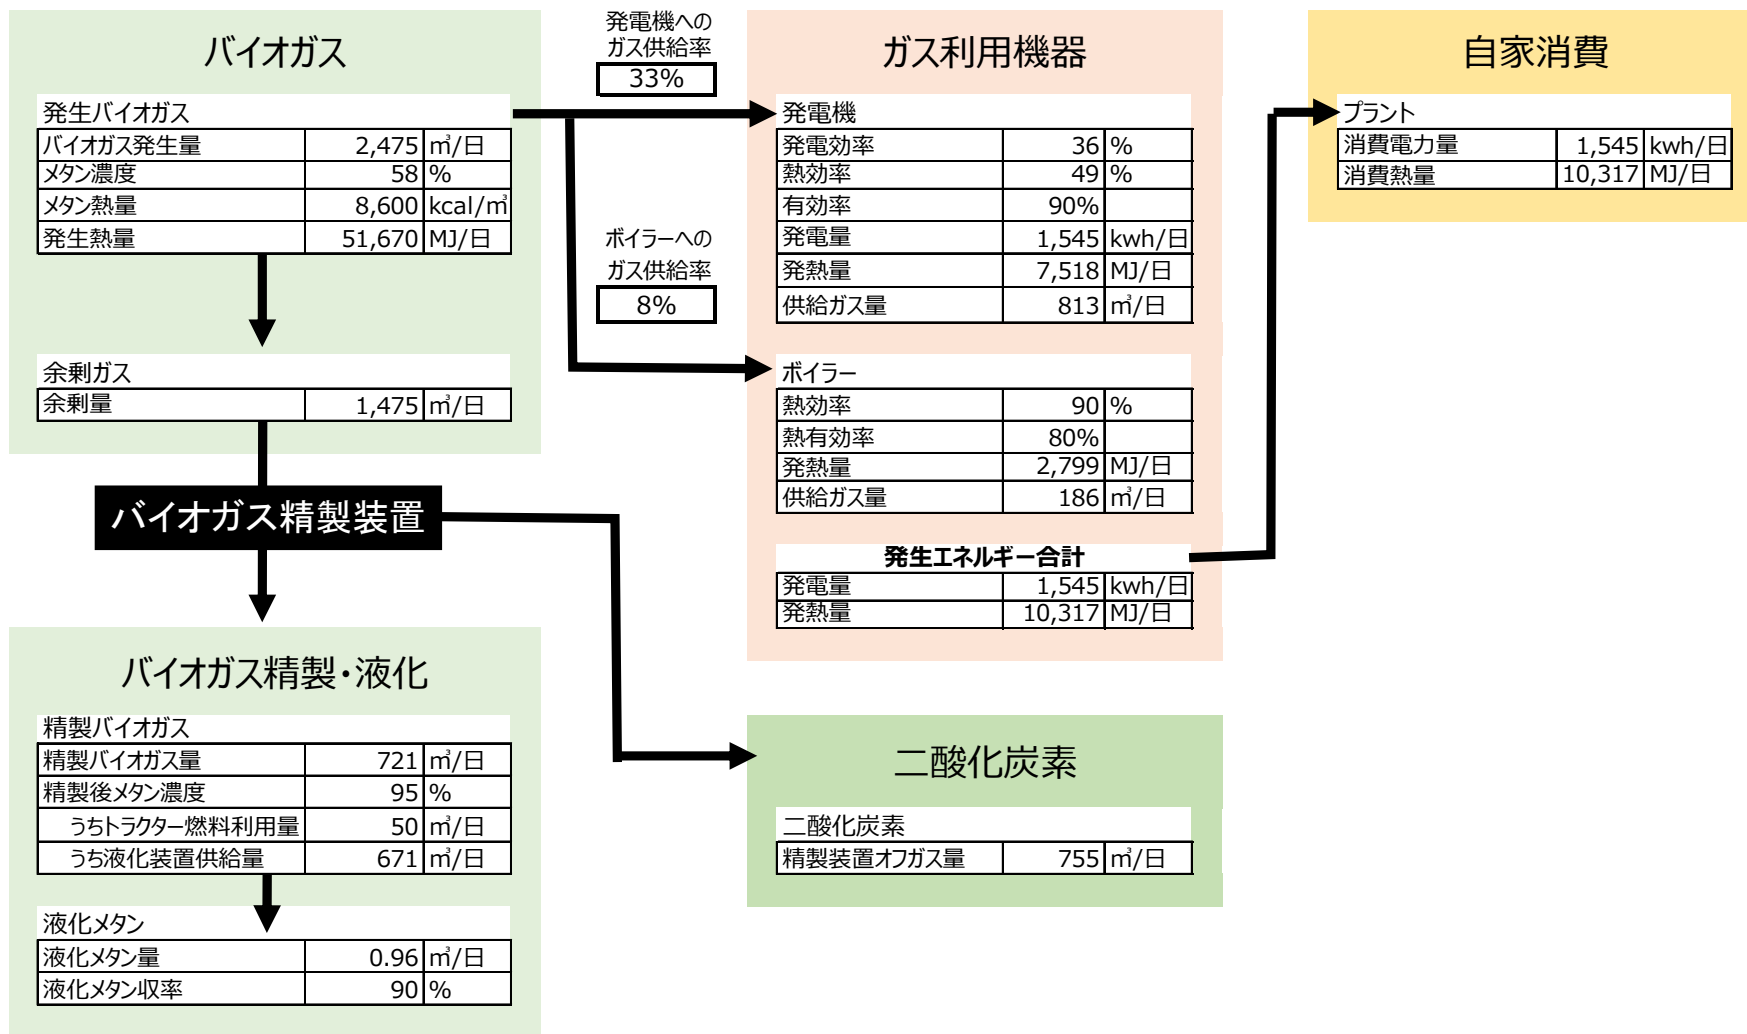 バイオガス
発生バイオガス
バイオガス発生量 2,475 ㎥/日
メタン濃度 58 %
メタン熱量 8,600 kcal/㎥
発生熱量 51,670 MJ/日
余剰ガス
余剰量 1,475 ㎥/日
発電機への
ガス供給率
33%
ボイラーへの
ガス供給率
8%
ガス利用機器
発電機
発電効率 36 %
熱効率 49 %
有効率 90%
発電量 1,545 kwh/日
発熱量 7,518 MJ/日
供給ガス量 813 ㎥/日
ボイラー
熱効率 90 %
熱有効率 80%
発熱量 2,799 MJ/日
供給ガス量 186 ㎥/日
発生エネルギー合計
発電量 1,545 kwh/日
発熱量 10,317 MJ/日
自家消費
プラント
消費電力量 1,545 kwh/日
消費熱量 10,317 MJ/日
バイオガス精製装置
バイオガス精製・液化
精製バイオガス
精製バイオガス量 721 ㎥/日
精製後メタン濃度 95 %
うちトラクター燃料利用量 50 ㎥/日
うち液化装置供給量 671 ㎥/日
液化メタン
液化メタン量 0.96 ㎥/日
液化メタン収率 90 %
二酸化炭素
二酸化炭素
精製装置オフガス量 755 ㎥/日